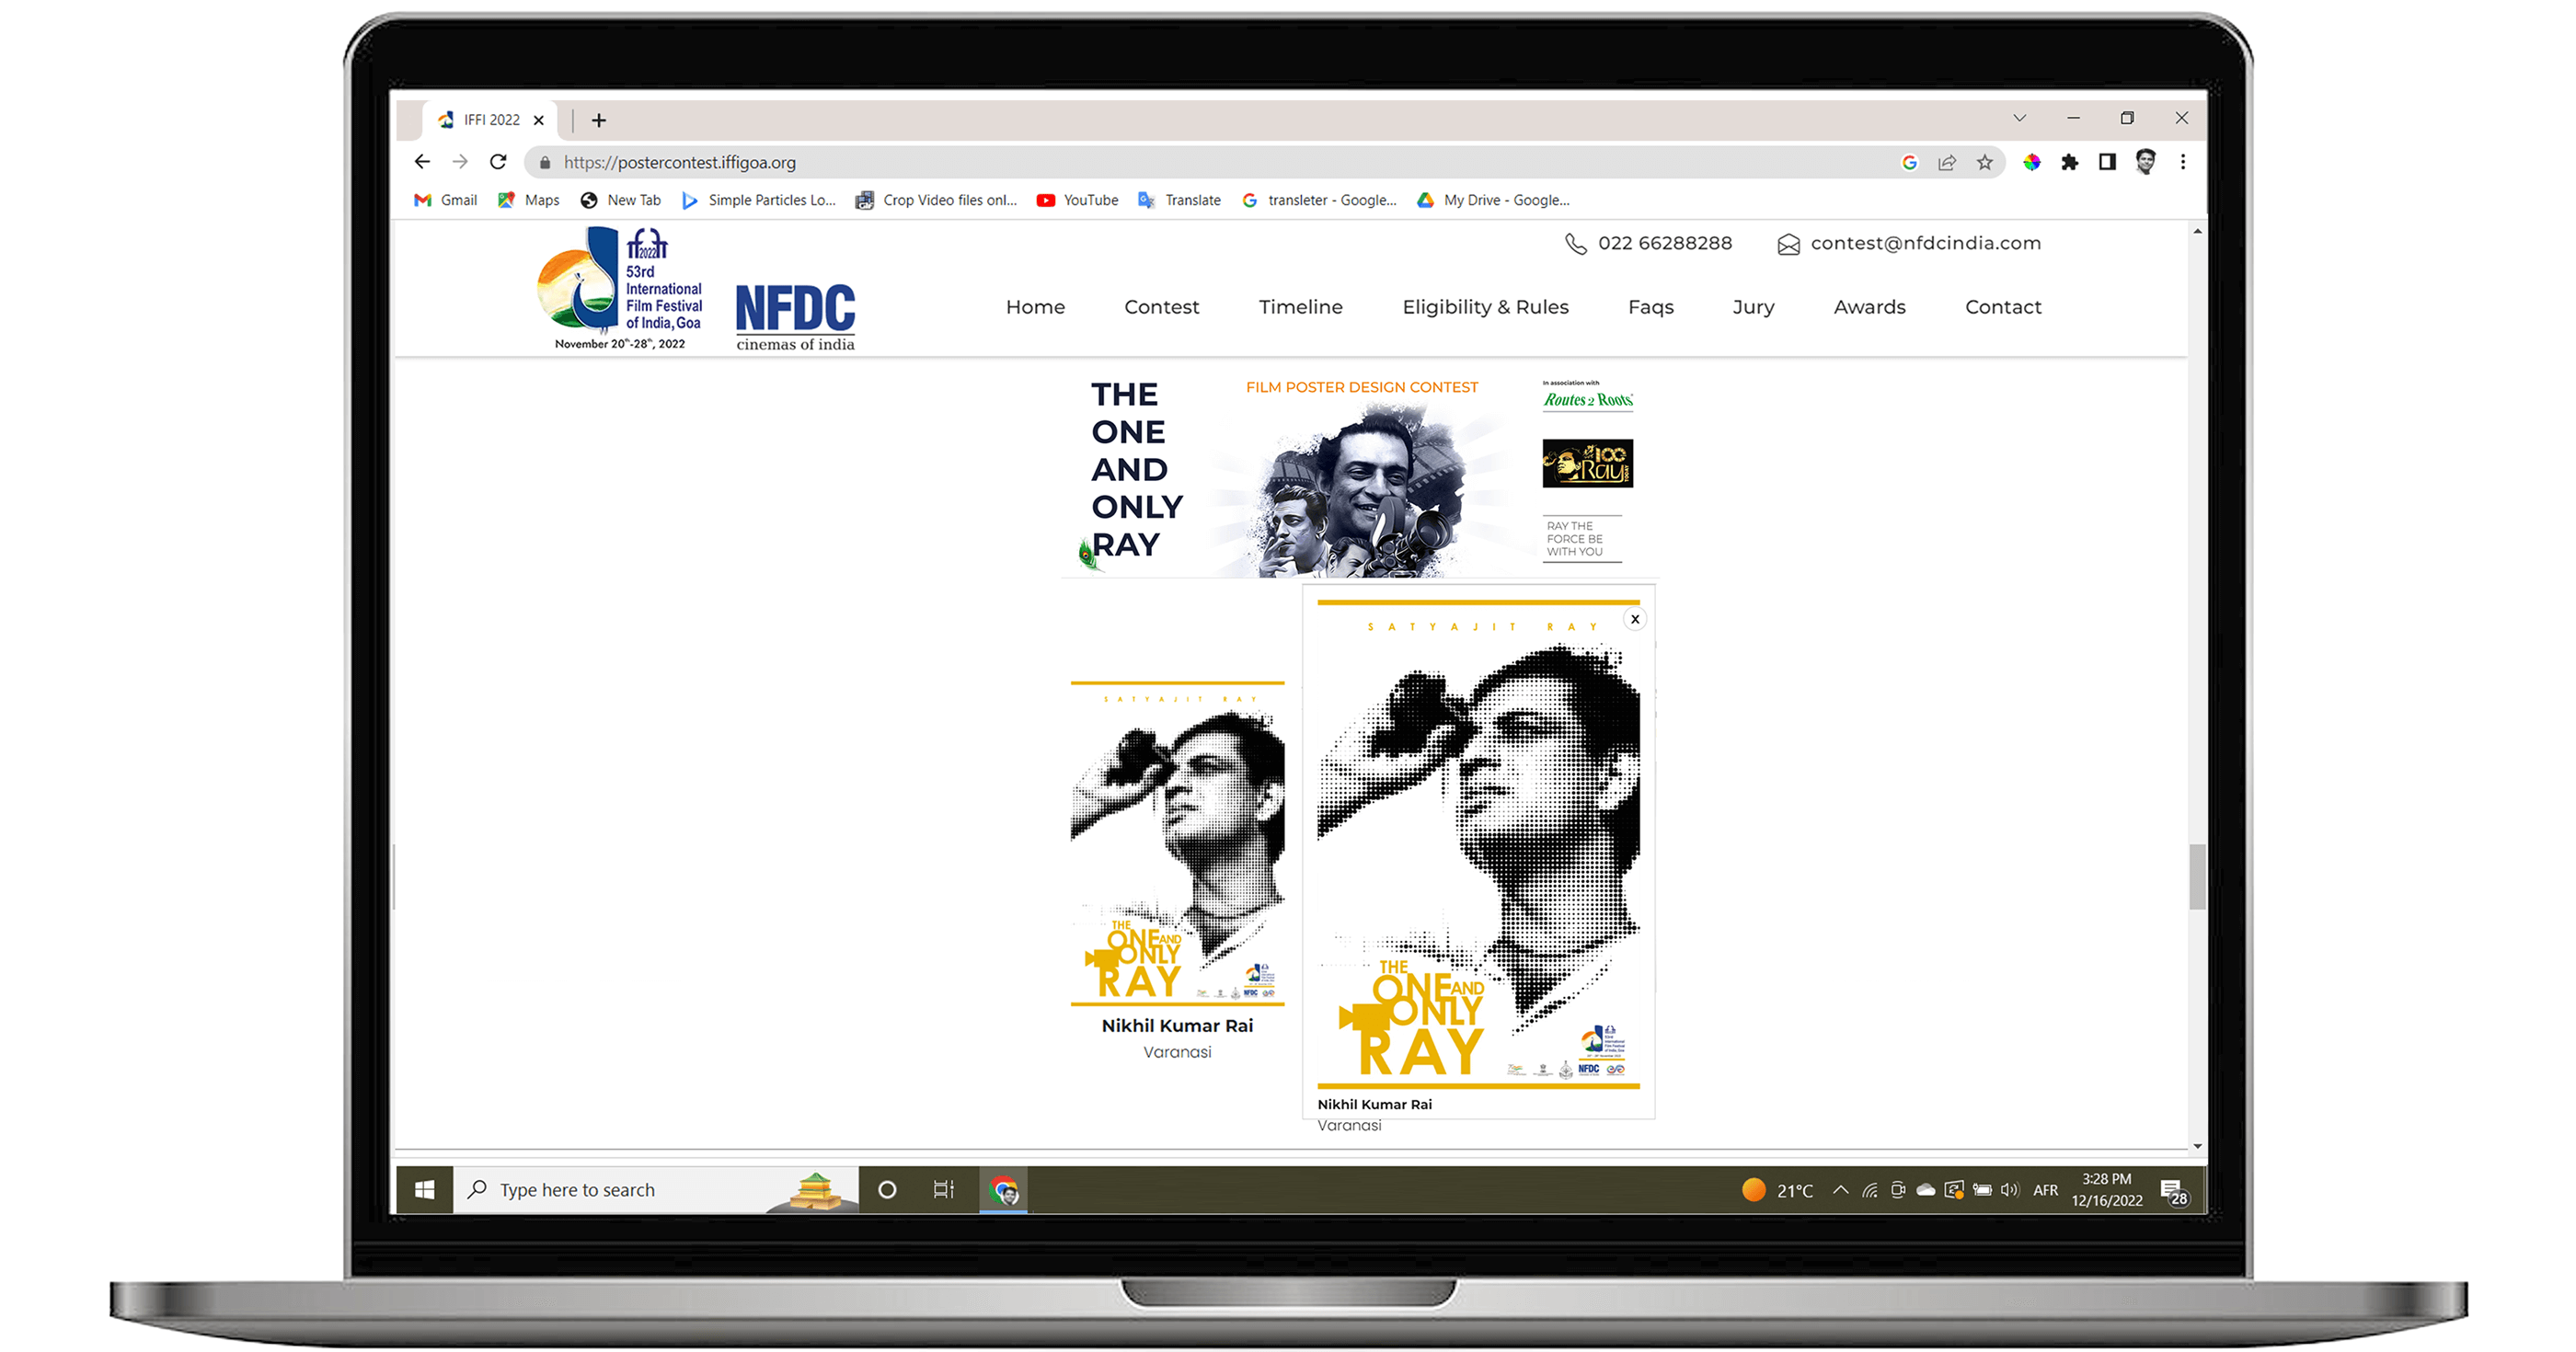 IFFI 2022
https://postercontest.iffigoa.org
Gmail Maps New Tab Simple Particles Lo... Crop Video files onl... YouTube Translate transleter - Google... My Drive - Google...
022 66288288 contest@nfdcindia.com
2022
53rd
International
Film Festival
of India, Goa
November 20th-28th, 2022
NFDC
cinemas of india
Home Contest Timeline Eligibility & Rules Faqs Jury Awards Contact
THE
ONE
AND
ONLY
RAY
FILM POSTER DESIGN CONTEST
In association with
Routes 2 Roots
100
Ray
TODAY
RAY THE
FORCE BE
WITH YOU
SATYAJIT RAY
THE
ONE AND
ONLY
RAY
NFDC
Nikhil Kumar Rai
Varanasi
x
SATYAJIT RAY
THE
ONE AND
ONLY
RAY
NFDC
Nikhil Kumar Rai
Varanasi
Type here to search
21°C
AFR
3:28 PM
12/16/2022
28